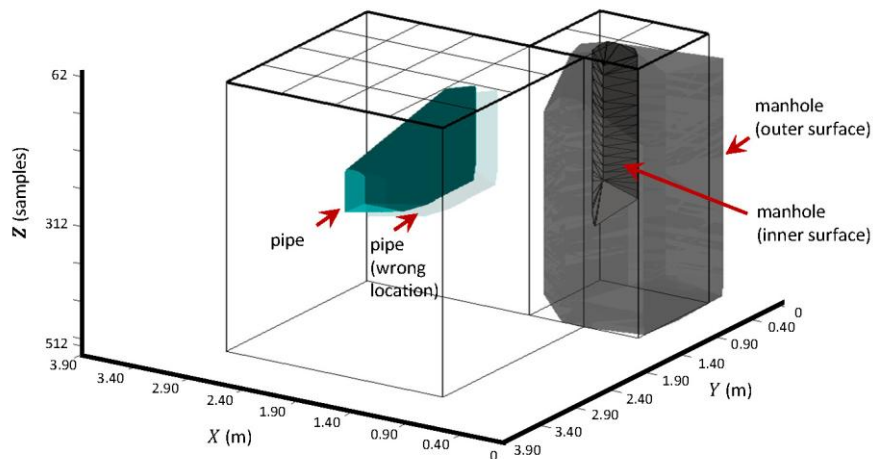 62
312
512
Z (samples)
3.90
3.40
2.90
2.40
1.90
1.40
0.90
0.40
0
X (m)
3.90
3.40
2.90
2.40
1.90
1.40
0.90
0.40
0
Y (m)
pipe
pipe
(wrong
location)
manhole
(outer surface)
manhole
(inner surface)